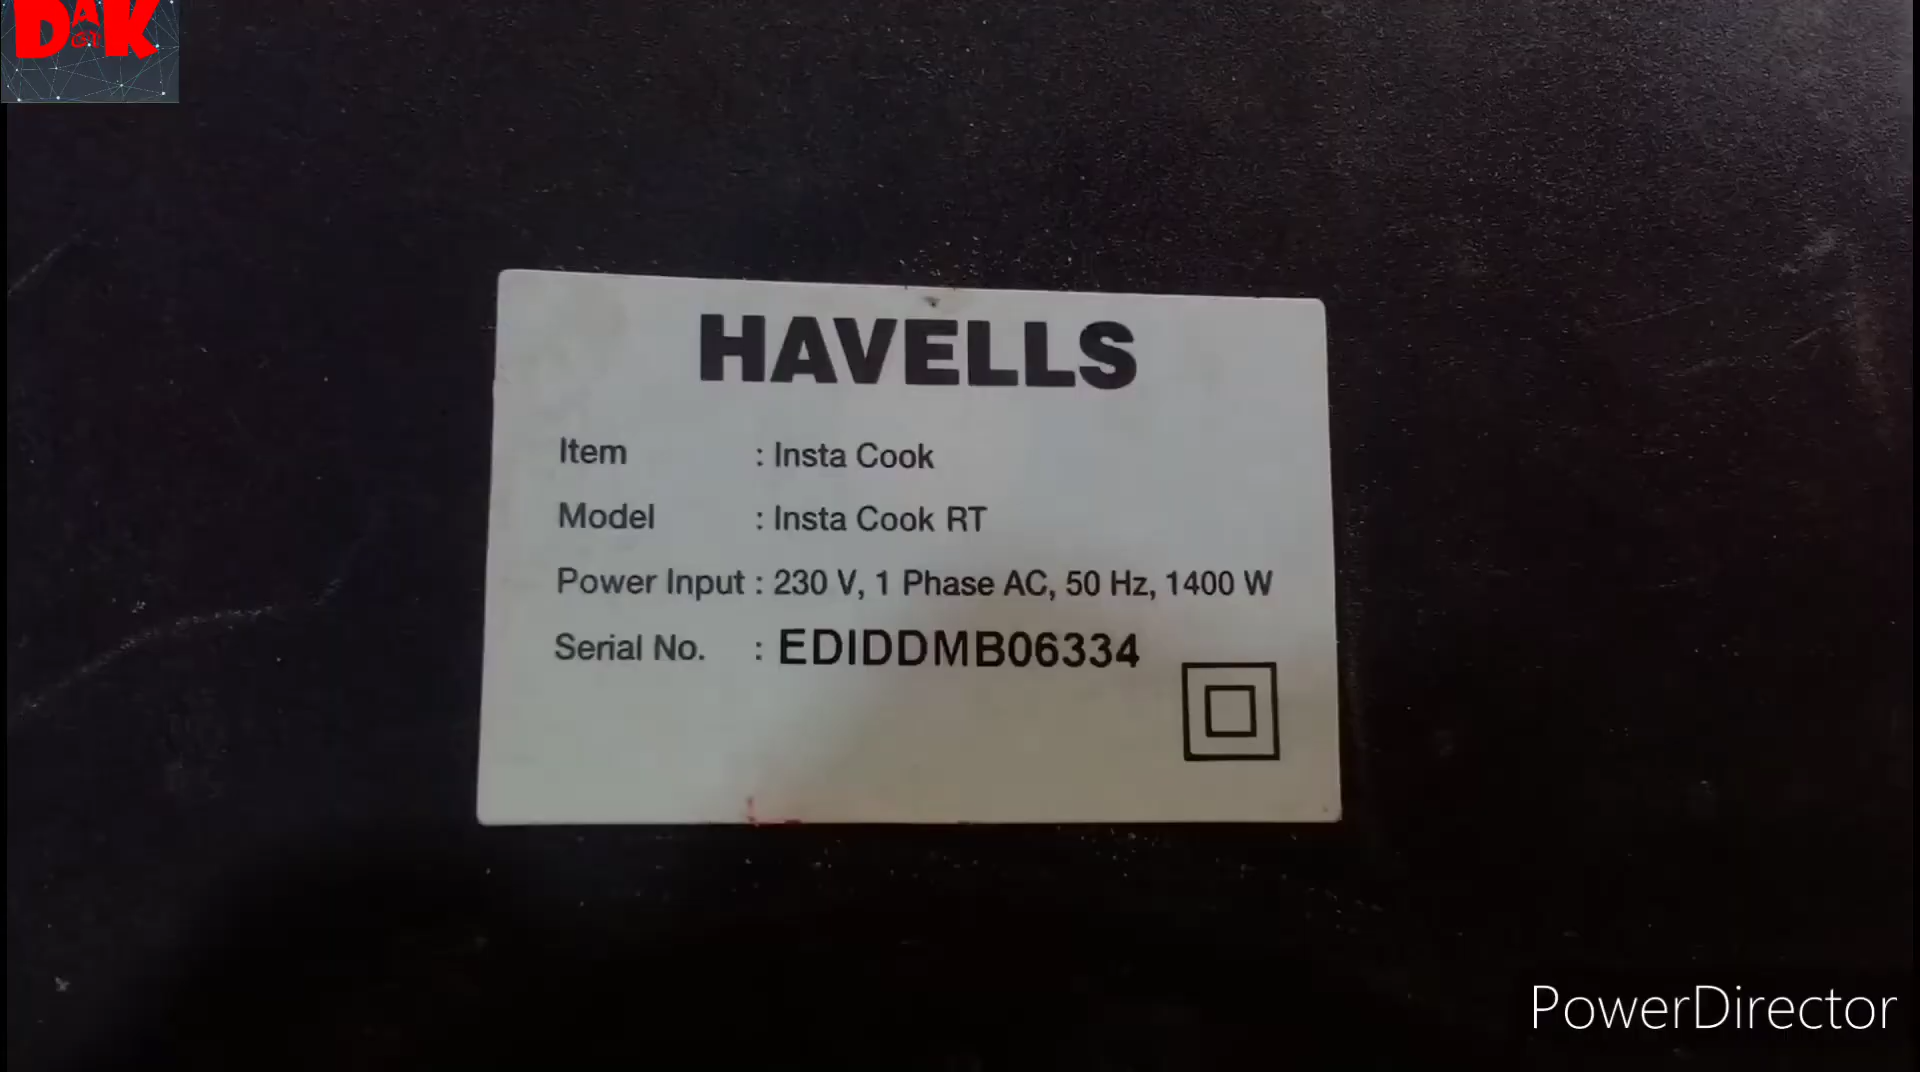 DAK
GT
HAVELLS
Item : Insta Cook
Model : Insta Cook RT
Power Input : 230 V, 1 Phase AC, 50 Hz, 1400 W
Serial No. : EDIDDMB06334
PowerDirector